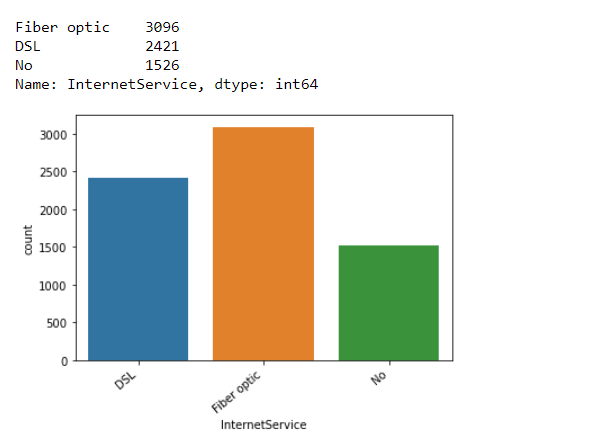 Fiber optic    3096
DSL            2421
No             1526
Name: InternetService, dtype: int64
3000
2500
2000
1500
1000
500
0
count
DSL
Fiber optic
No
InternetService